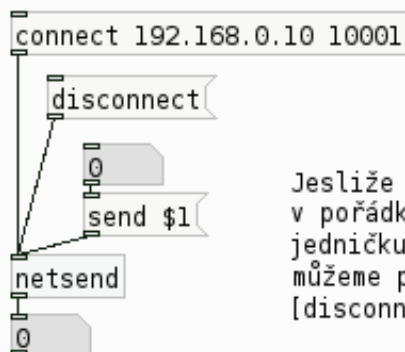 connect 192.168.0.10 10001
disconnect
0
send $1
netsend
0
Jesliže
v pořádk
jedničku
můžeme p
[disconn